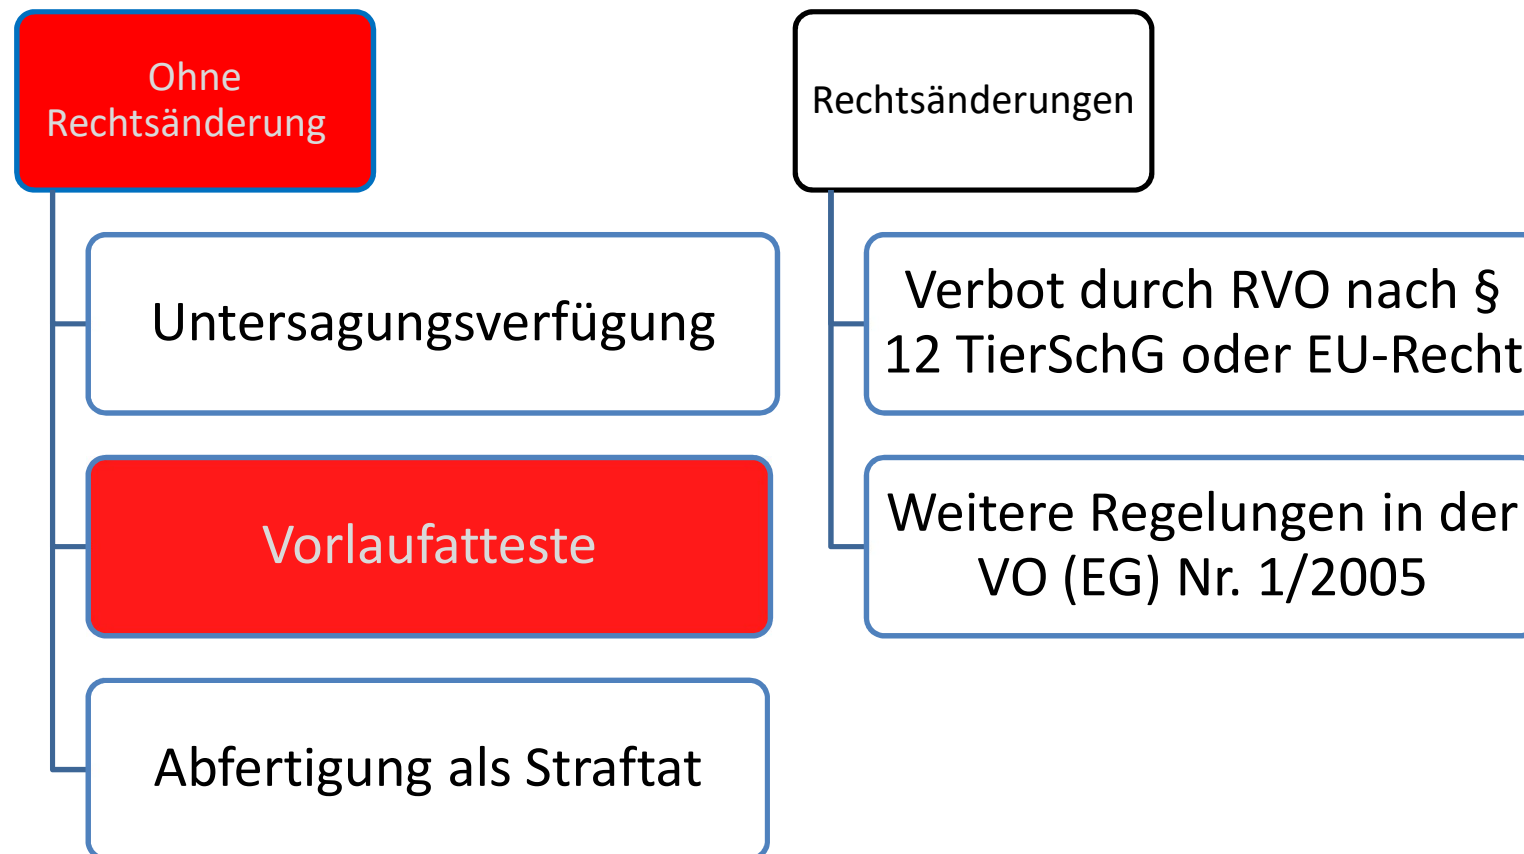 Ohne
Rechtsänderung
Untersagungsverfügung
Vorlaufatteste
Abfertigung als Straftat
Rechtsänderungen
Verbot durch RVO nach §
12 TierSchG oder EU-Recht
Weitere Regelungen in der
VO (EG) Nr. 1/2005